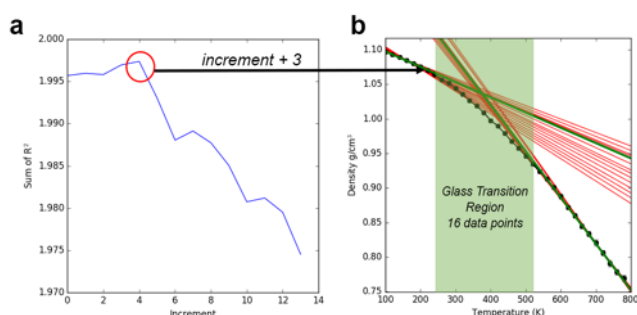 a
b
increment + 3
2.000
1.995
1.990
1.985
1.980
1.975
1.970
Sum of R²
0 2 4 6 8 10 12 14
Increment
1.10
1.05
1.00
0.95
0.90
0.85
0.80
0.75
Density g/cm³
Glass Transition
Region
16 data points
100 200 300 400 500 600 700 800
Temperature (K)